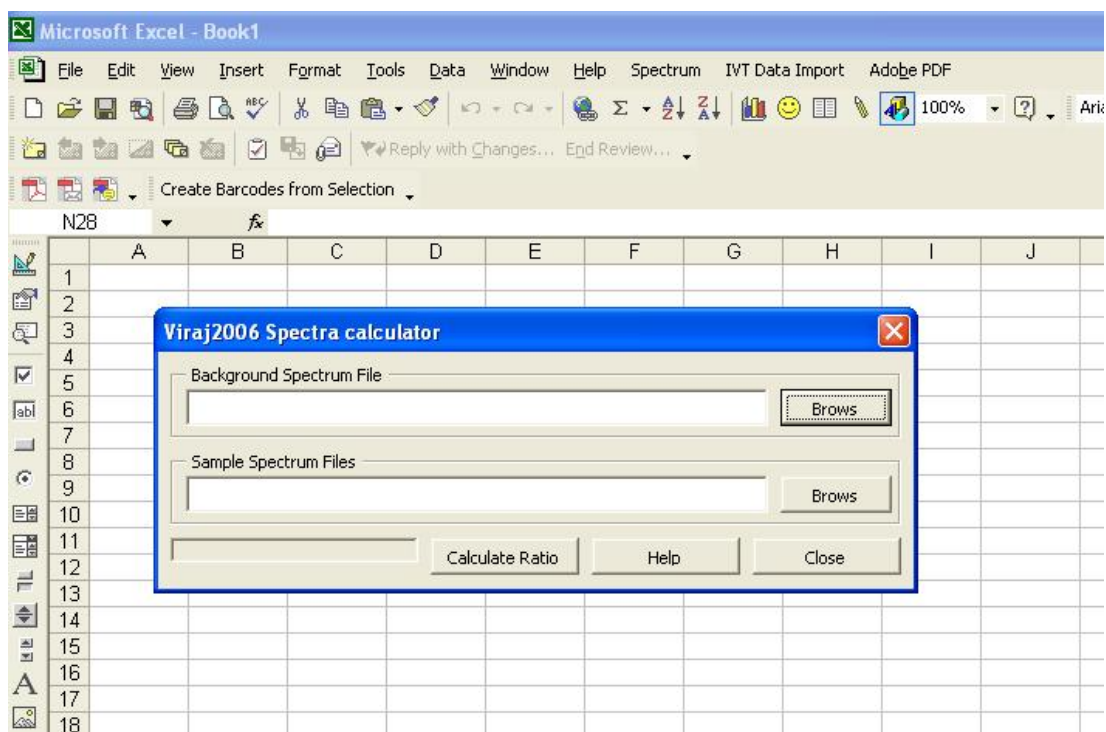 Microsoft Excel - Book1
File Edit View Insert Format Tools Data Window Help Spectrum IVT Data Import Adobe PDF
ABC Σ A Z Z A 100% ? Aria
Reply with Changes... End Review...
Create Barcodes from Selection
N28 fx
A B C D E F G H I J
1
2
Viraj2006 Spectra calculator
3
4
Background Spectrum File
5
abl 6 Brows
7
8 Sample Spectrum Files
9 Brows
10
11
Calculate Ratio Help Close
12
13
14
15
A 16
17
18